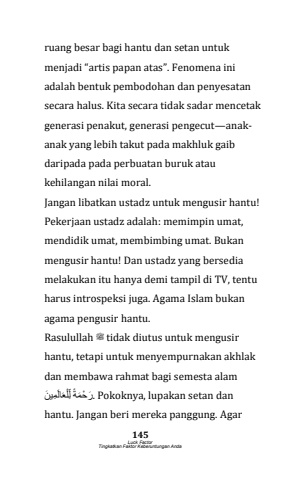 ruang besar bagi hantu dan setan untuk
menjadi “artis papan atas”. Fenomena ini
adalah bentuk pembodohan dan penyesatan
secara halus. Kita secara tidak sadar mencetak
generasi penakut, generasi pengecut—anak-
anak yang lebih takut pada makhluk gaib
daripada pada perbuatan buruk atau
kehilangan nilai moral.
Jangan libatkan ustadz untuk mengusir hantu!
Pekerjaan ustadz adalah: memimpin umat,
mendidik umat, membimbing umat. Bukan
mengusir hantu! Dan ustadz yang bersedia
melakukan itu hanya demi tampil di TV, tentu
harus introspeksi juga. Agama Islam bukan
agama pengusir hantu.
Rasulullah ﷺ tidak diutus untuk mengusir
hantu, tetapi untuk menyempurnakan akhlak
dan membawa rahmat bagi semesta alam
رَحْمَةً لِّلْعَالَمِينَ. Pokoknya, lupakan setan dan
hantu. Jangan beri mereka panggung. Agar
145
Luck Factor
Tingkatkan Faktor Keberuntungan Anda